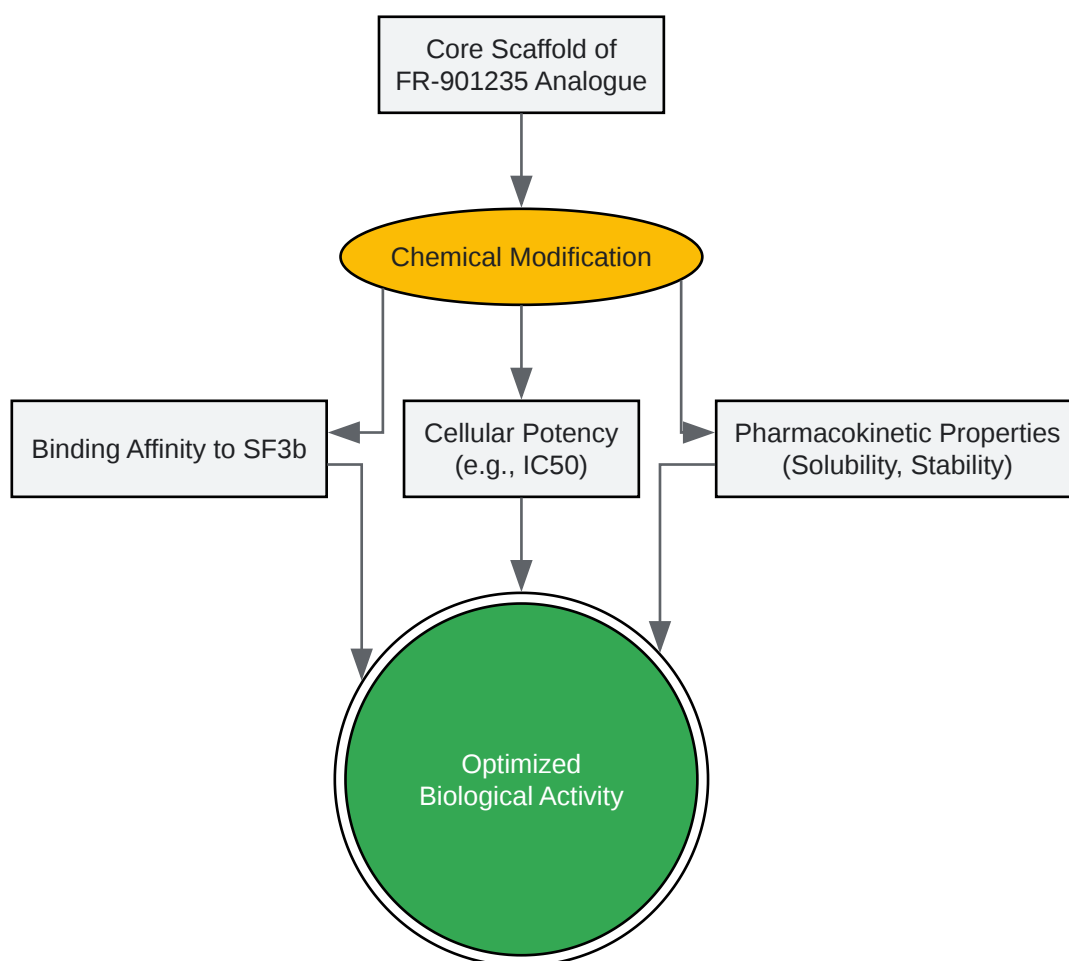 Core Scaffold of
FR-901235 Analogue
Chemical Modification
Binding Affinity to SF3b
Cellular Potency
(e.g., IC50)
Pharmacokinetic Properties
(Solubility, Stability)
Optimized
Biological Activity